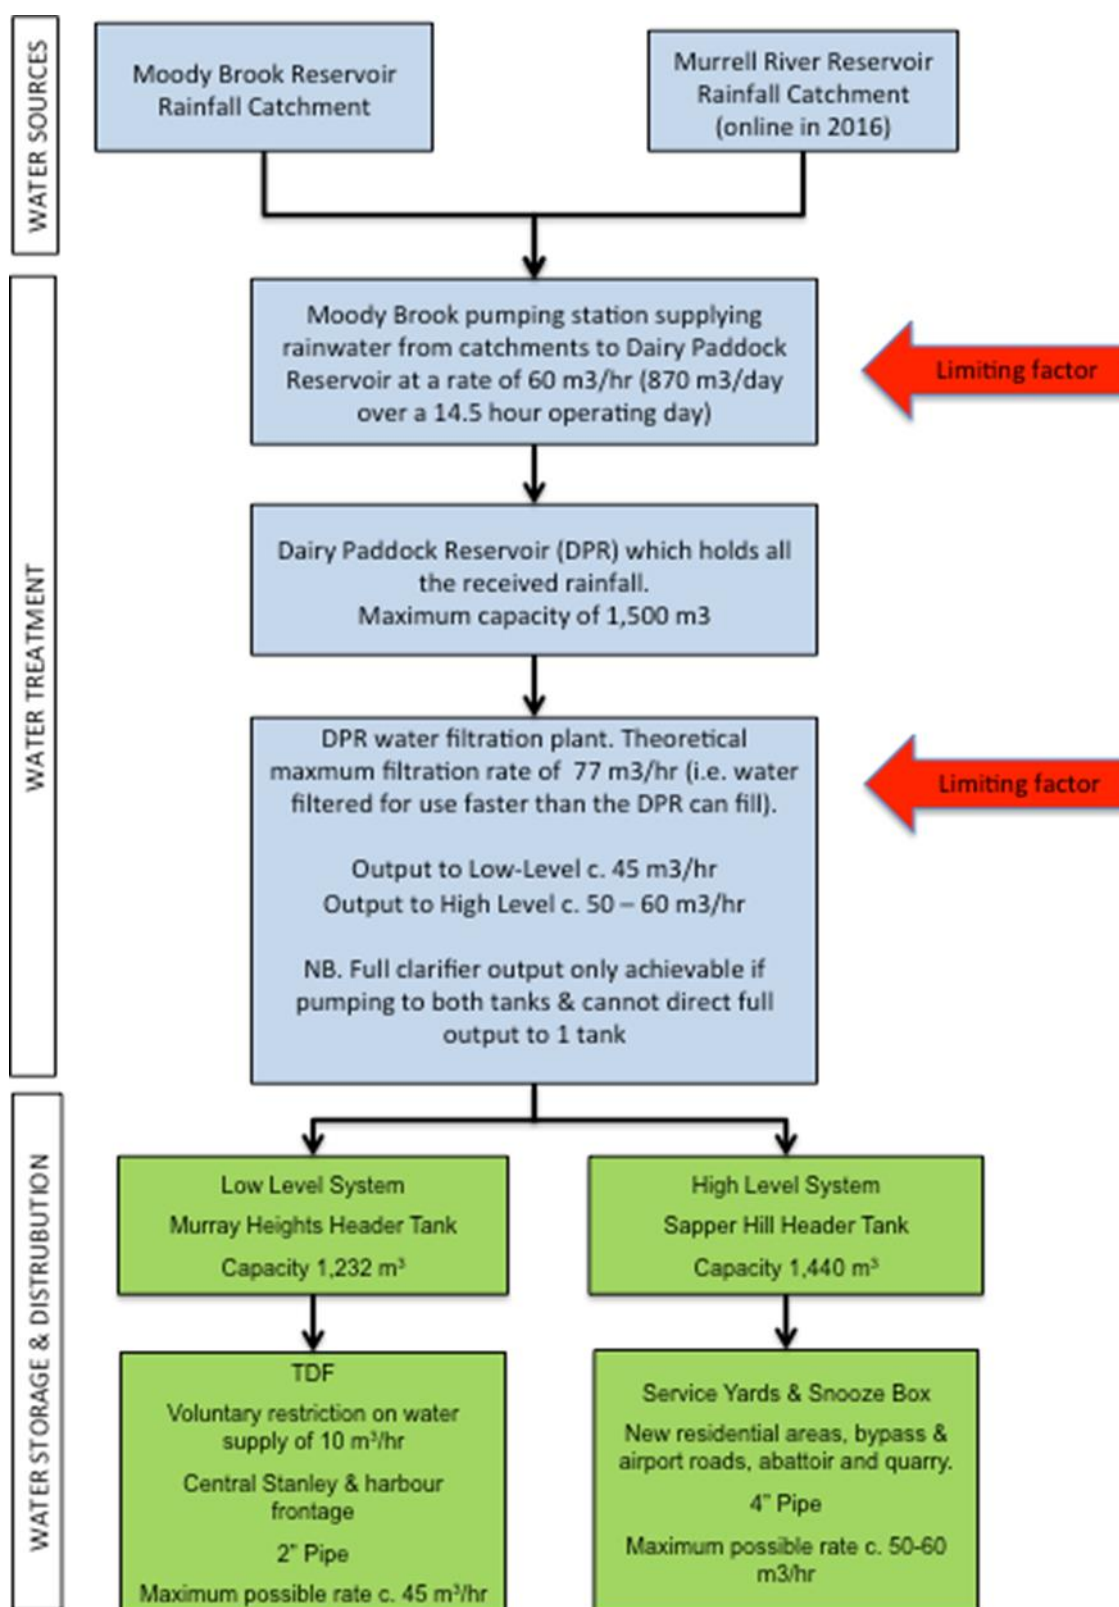 WATER SOURCES
Moody Brook Reservoir
Rainfall Catchment
Murrell River Reservoir
Rainfall Catchment
(online in 2016)
WATER TREATMENT
Moody Brook pumping station supplying
rainwater from catchments to Dairy Paddock
Reservoir at a rate of 60 m3/hr (870 m3/day
over a 14.5 hour operating day)
Limiting factor
Dairy Paddock Reservoir (DPR) which holds all
the received rainfall.
Maximum capacity of 1,500 m3
DPR water filtration plant. Theoretical
maxmum filtration rate of 77 m3/hr (i.e. water
filtered for use faster than the DPR can fill).
Output to Low-Level c. 45 m3/hr
Output to High Level c. 50 – 60 m3/hr
NB. Full clarifier output only achievable if
pumping to both tanks & cannot direct full
output to 1 tank
Limiting factor
WATER STORAGE & DISTRUBUTION
Low Level System
Murray Heights Header Tank
Capacity 1,232 m³
High Level System
Sapper Hill Header Tank
Capacity 1,440 m³
TDF
Voluntary restriction on water
supply of 10 m³/hr
Central Stanley & harbour
frontage
2” Pipe
Maximum possible rate c. 45 m³/hr
Service Yards & Snooze Box
New residential areas, bypass &
airport roads, abattoir and quarry.
4” Pipe
Maximum possible rate c. 50-60
m3/hr